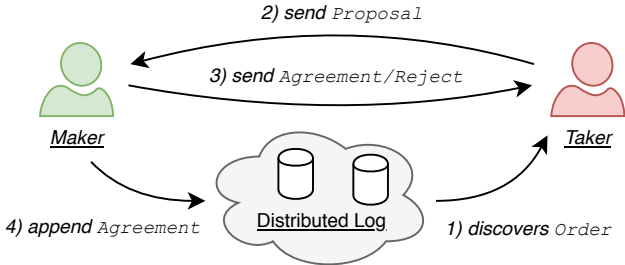 2) send Proposal
3) send Agreement/Reject
Maker
Taker
Distributed Log
4) append Agreement
1) discovers Order